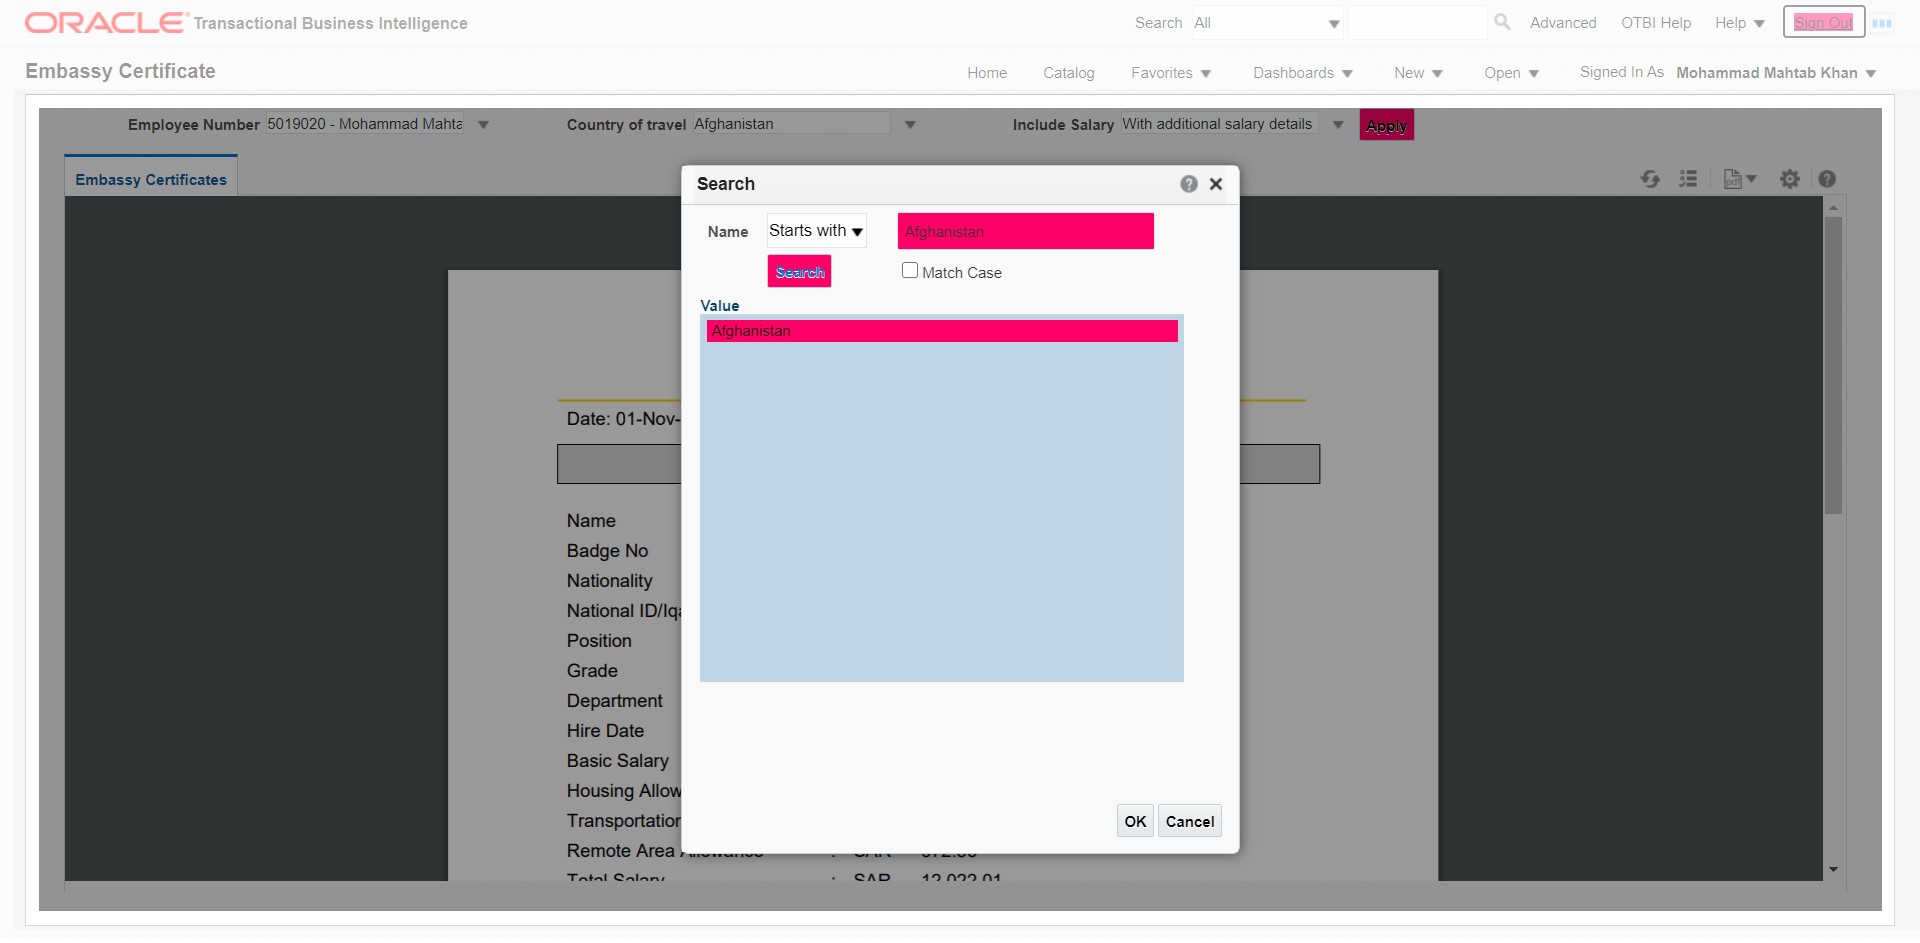 ORACLE Transactional Business Intelligence Search All Advanced OTBI Help Help Sign Out
Embassy Certificate Home Catalog Favorites Dashboards New Open Signed In As Mohammad Mahtab Khan
Employee Number 5019020 - Mohammad Mahta Country of travel Afghanistan Include Salary With additional salary details Apply
Embassy Certificates
pdf
Search
Name Starts with Afghanistan
Search Match Case
Value
Afghanistan
OK Cancel
Date: 01-Nov-
Name
Badge No
Nationality
National ID/Iqa
Position
Grade
Department
Hire Date
Basic Salary
Housing Allow
Transportation
Remote Area Allowance : SAR
Total Salary : SAR 12,022.01